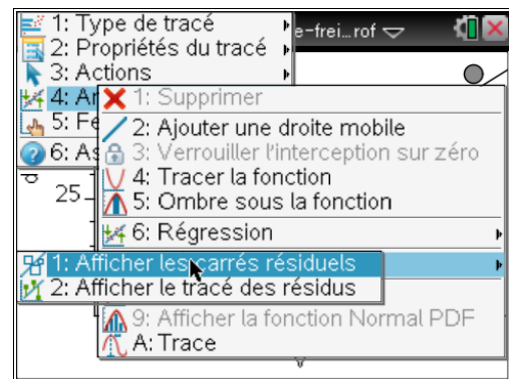 1: Type de tracé
e-frei…rof
2: Propriétés du tracé
3: Actions
4: Ar
1: Supprimer
2: Ajouter une droite mobile
5: Fe
6: As
3: Verrouiller l'interception sur zéro
4: Tracer la fonction
25
5: Ombre sous la fonction
6: Régression
1: Afficher les carrés résiduels
2: Afficher le tracé des résidus
9: Afficher la fonction Normal PDF
A: Trace